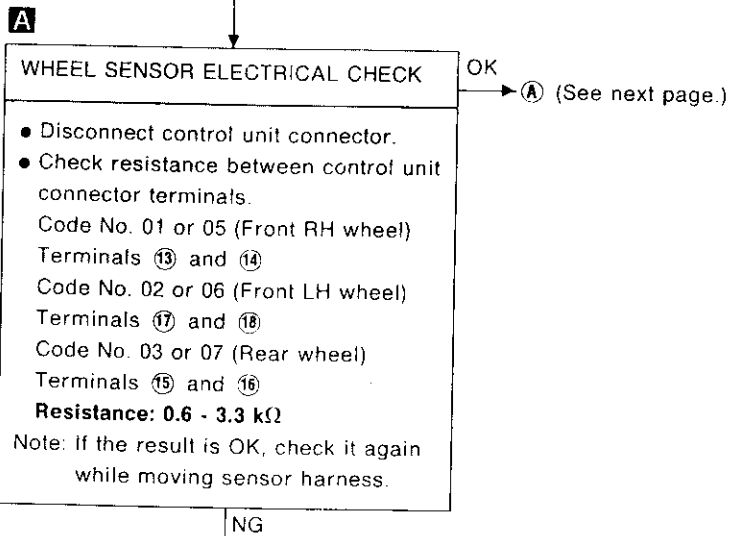 A
WHEEL SENSOR ELECTRICAL CHECK
OK
Ⓐ (See next page.)
● Disconnect control unit connector.
● Check resistance between control unit
connector terminals.
Code No. 01 or 05 (Front RH wheel)
Terminals ⑬ and ⑭
Code No. 02 or 06 (Front LH wheel)
Terminals ⑰ and ⑱
Code No. 03 or 07 (Rear wheel)
Terminals ⑮ and ⑯
Resistance: 0.6 - 3.3 kΩ
Note: If the result is OK, check it again
while moving sensor harness.
NG